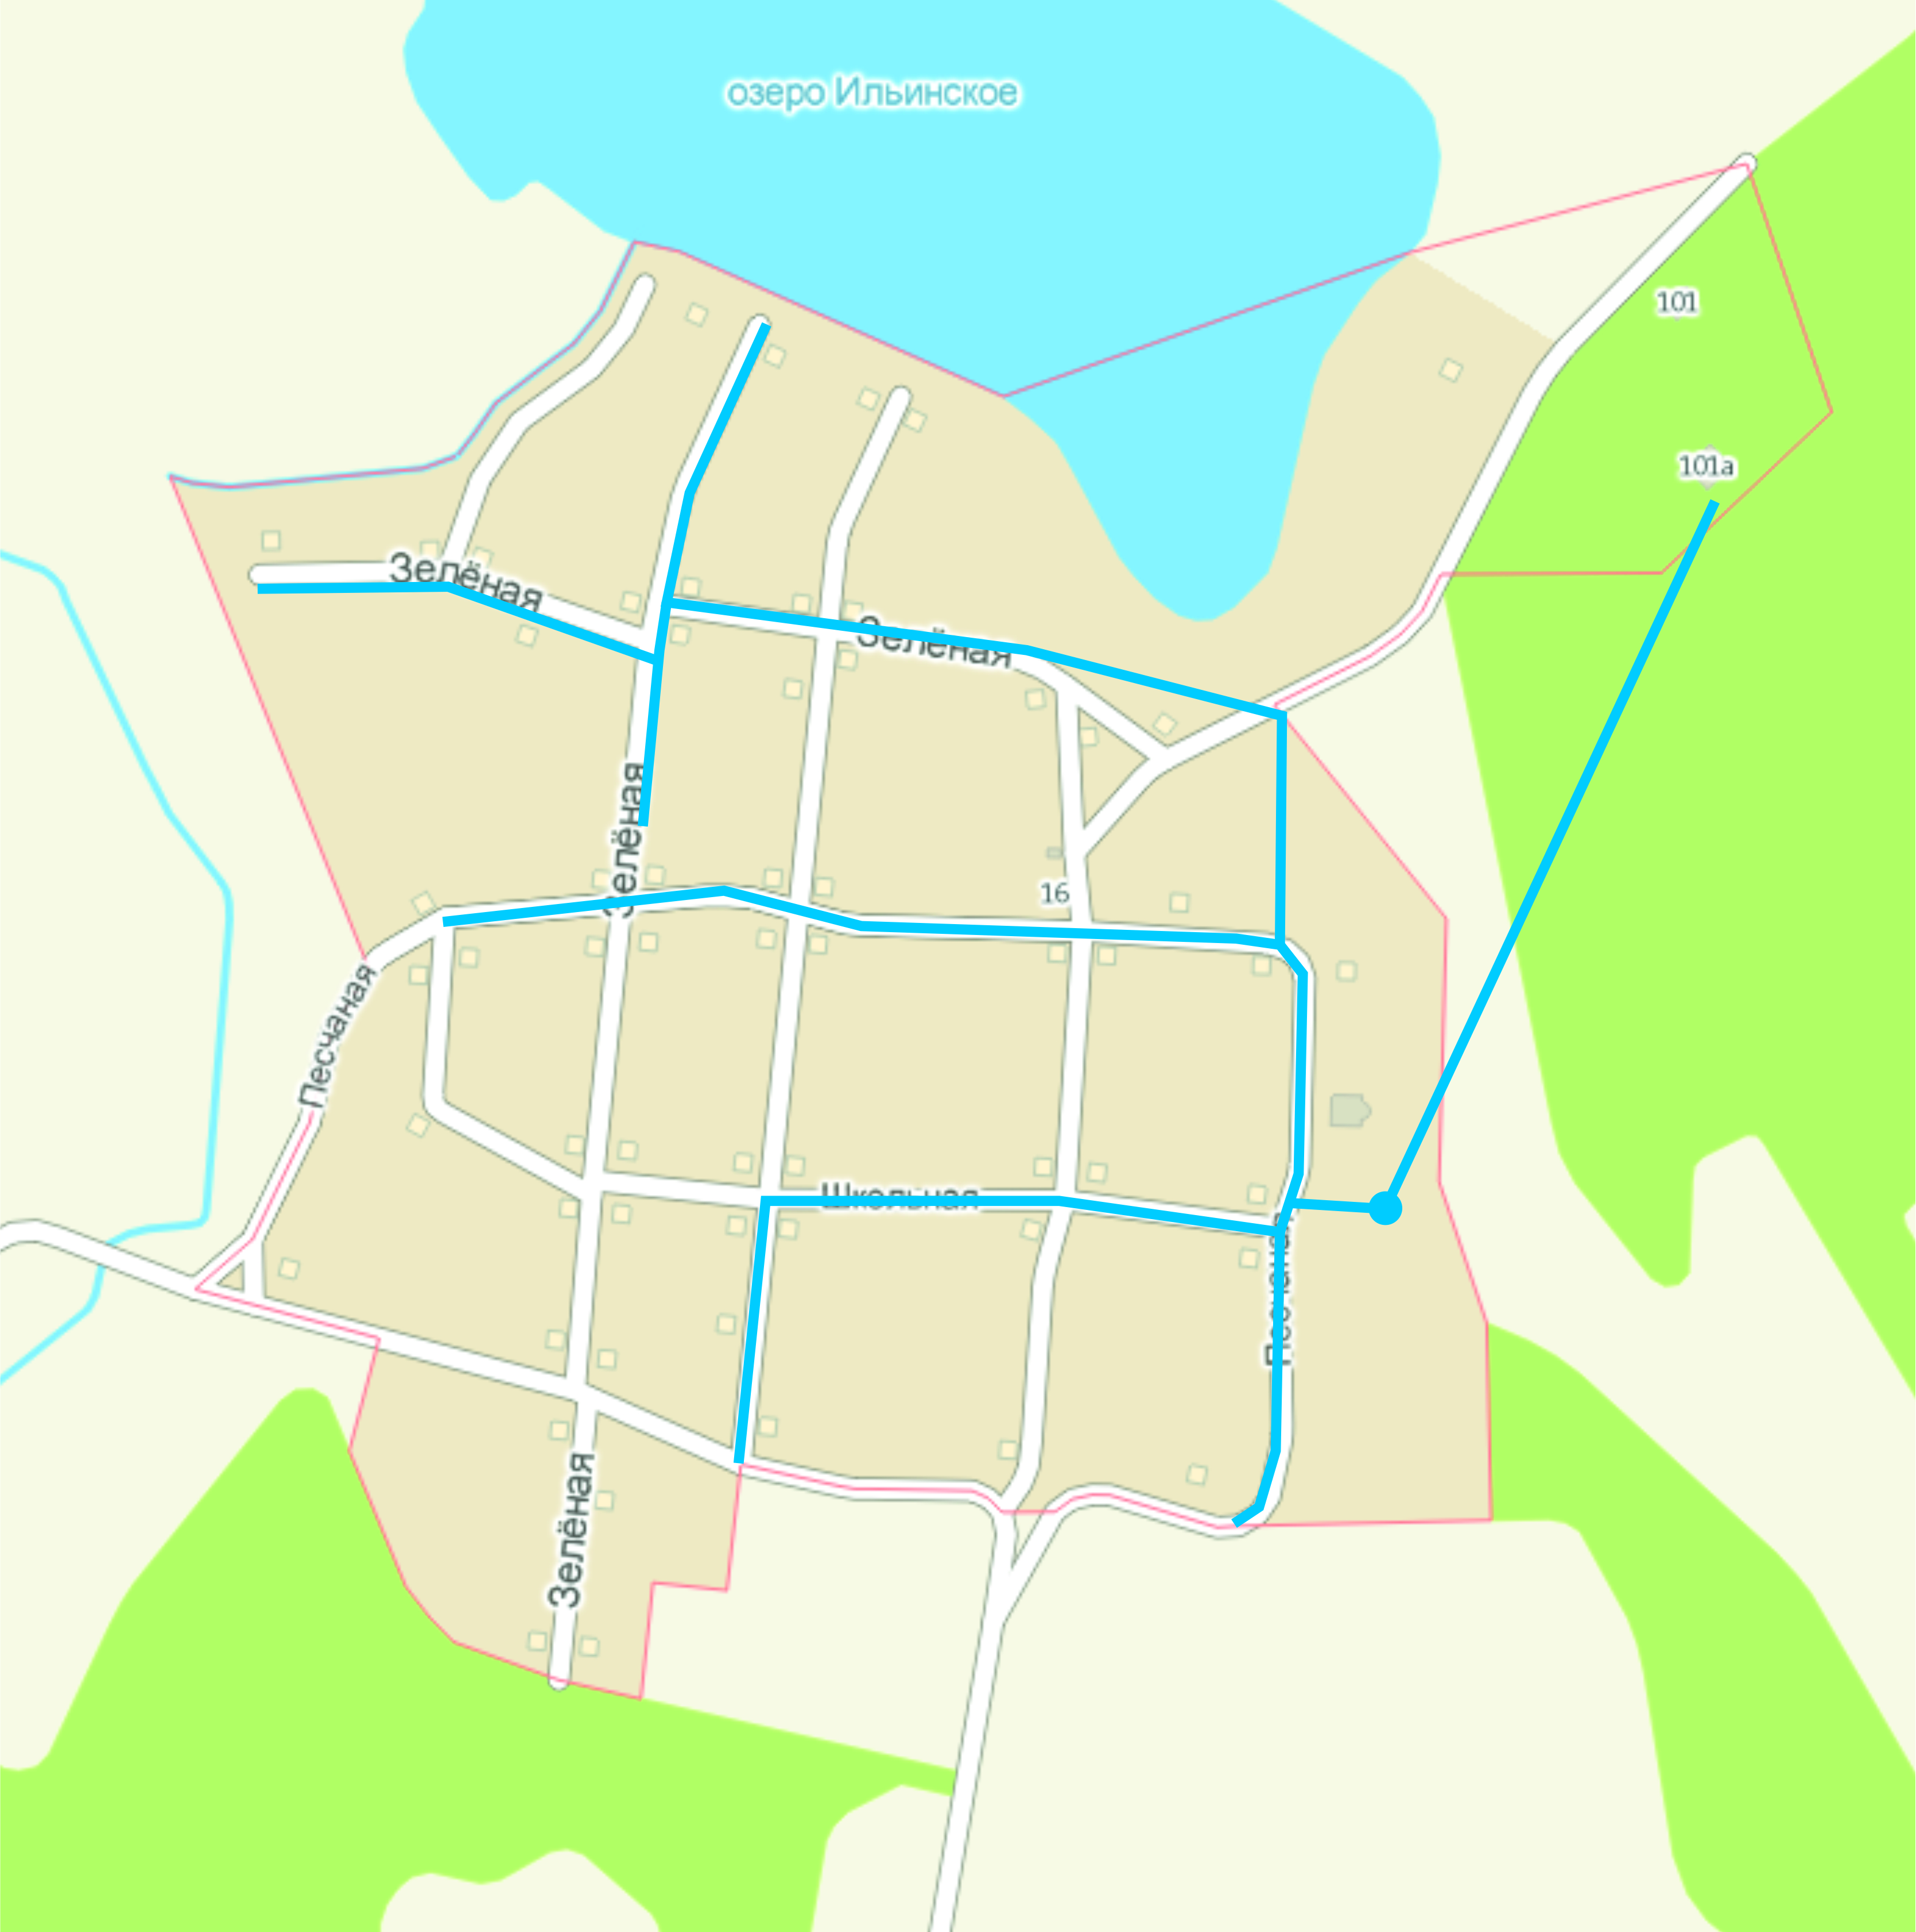 озеро Ильинское
101
101а
Зелёная
Зелёная
Зелёная
16
Песчаная
Школьная
Зелёная